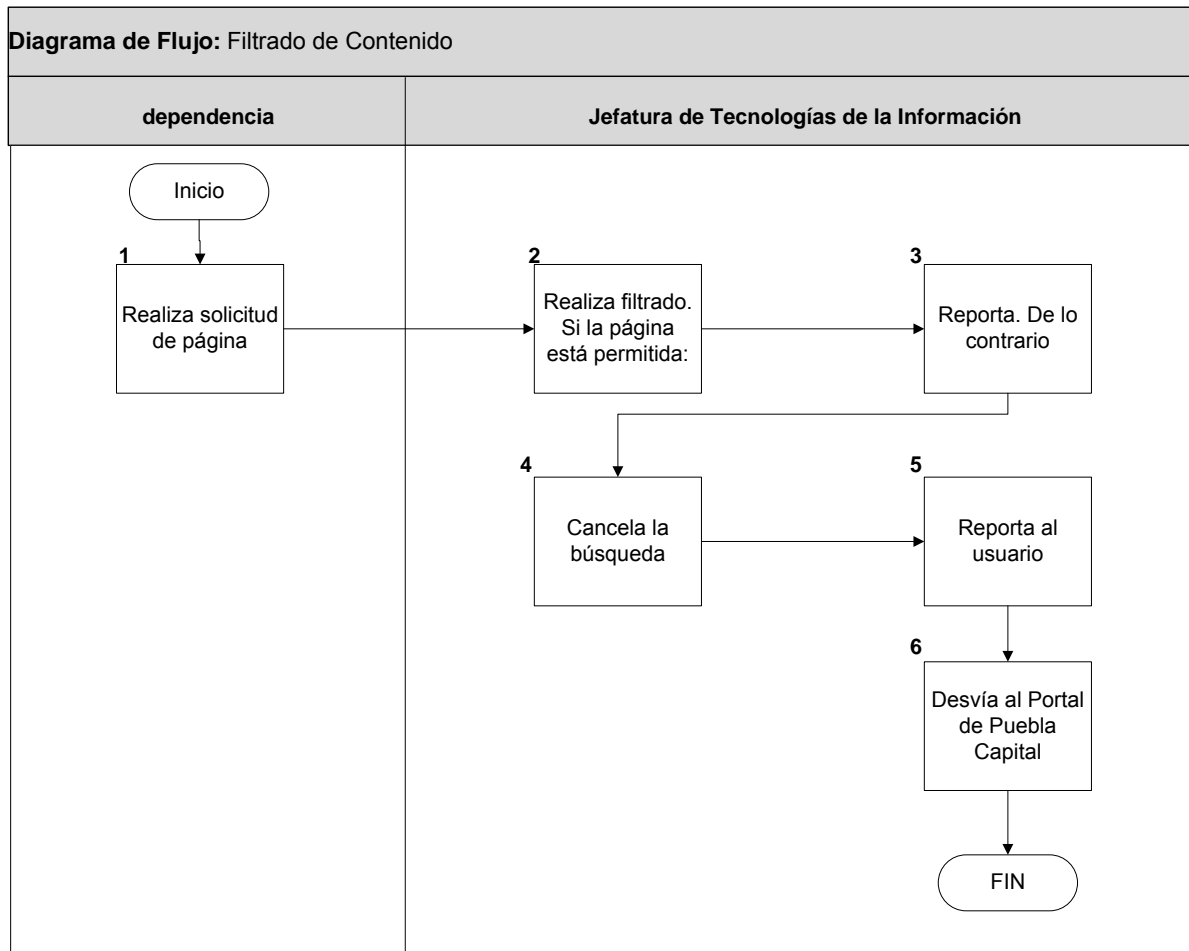 Diagrama de Flujo: Filtrado de Contenido
dependencia
Jefatura de Tecnologías de la Información
Inicio
1
Realiza solicitud
de página
2
Realiza filtrado.
Si la página
está permitida:
3
Reporta. De lo
contrario
4
Cancela la
búsqueda
5
Reporta al
usuario
6
Desvía al Portal
de Puebla
Capital
FIN